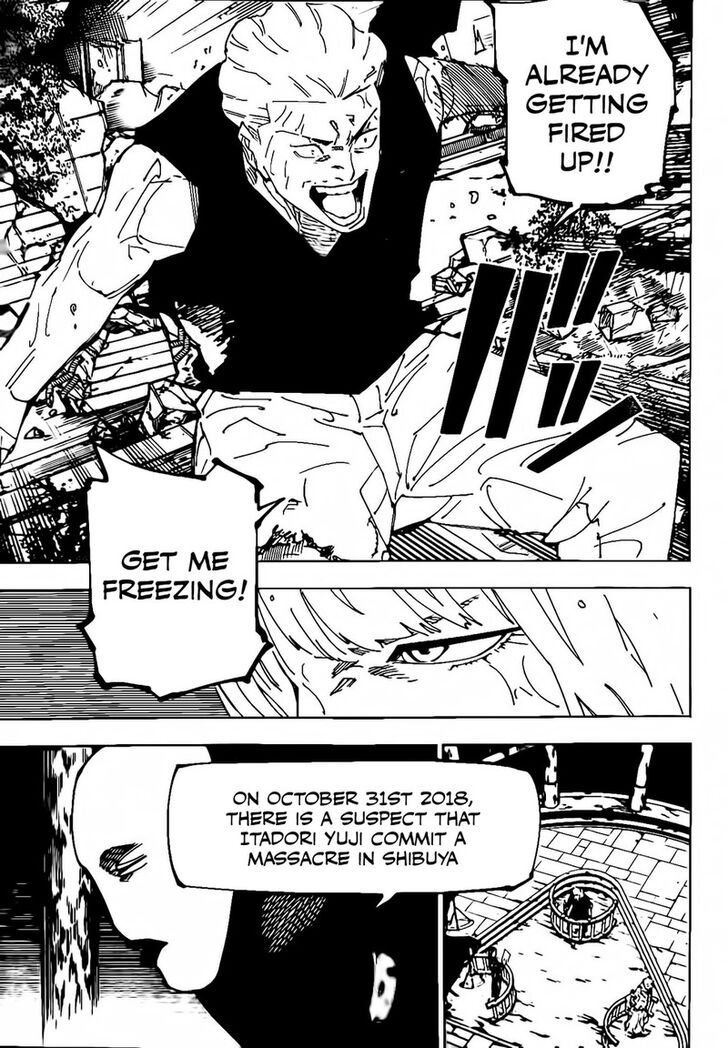 I'M
ALREADY
GETTING
FIRED
UP!!
GET ME
FREEZING!
ON OCTOBER 31ST 2018,
THERE IS A SUSPECT THAT
ITADORI YUJI COMMIT A
MASSACRE IN SHIBUYA